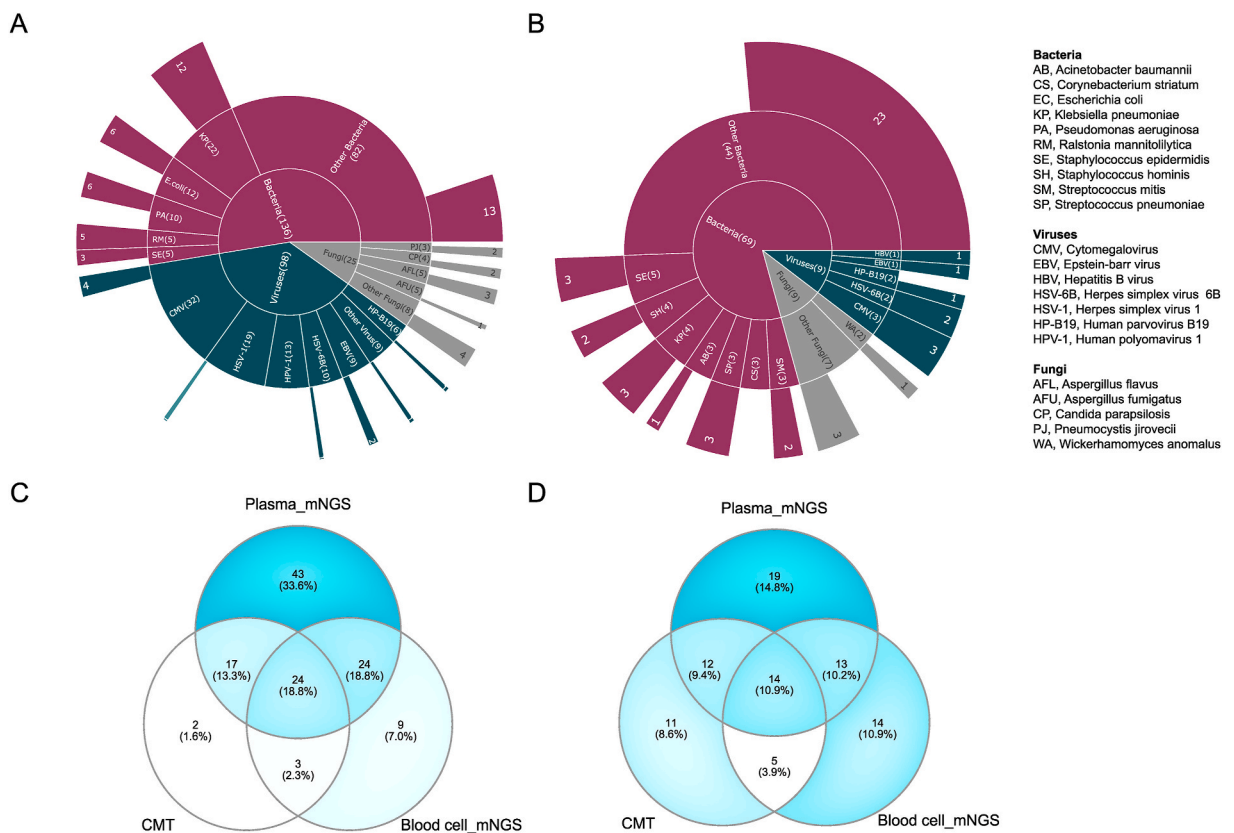 A
12
KP(22)
6
E.coli(12)
6
PA(10)
5
RM(5)
3
SE(5)
4
Bacteria(136)
Other Bacteria
(82)
13
Viruses(98)
CMV(32)
HSV-1(19)
HPV-1(13)
HSV-6B(10)
EBV(9)
2
Other Virus(9)
HP-B19(6
Fungi(25
PJ(3)
2
CP(4)
2
AFL(5)
3
AFU(5)
1
Other Fungi(8)
4
B
23
Other Bacteria
(44)
Bacteria(69)
SE(5)
3
SH(4)
2
KP(4)
3
AB(3)
1
SP(3)
3
CS(3)
SM(3)
2
Fungi(9)
Other Fungi(7)
3
WA(2)
1
Viruses(9)
HBV(1)
1
EBV(1)
1
HP-B19(2)
1
HSV-6B(2)
2
CMV(3)
3
Bacteria
AB, Acinetobacter baumannii
CS, Corynebacterium striatum
EC, Escherichia coli
KP, Klebsiella pneumoniae
PA, Pseudomonas aeruginosa
RM, Ralstonia mannitolilytica
SE, Staphylococcus epidermidis
SH, Staphylococcus hominis
SM, Streptococcus mitis
SP, Streptococcus pneumoniae
Viruses
CMV, Cytomegalovirus
EBV, Epstein-barr virus
HBV, Hepatitis B virus
HSV-6B, Herpes simplex virus 6B
HSV-1, Herpes simplex virus 1
HP-B19, Human parvovirus B19
HPV-1, Human polyomavirus 1
Fungi
AFL, Aspergillus flavus
AFU, Aspergillus fumigatus
CP, Candida parapsilosis
PJ, Pneumocystis jirovecii
WA, Wickerhamomyces anomalus
C
Plasma_mNGS
43
(33.6%)
17
(13.3%)
24
(18.8%)
24
(18.8%)
2
(1.6%)
9
(7.0%)
3
(2.3%)
CMT
Blood cell_mNGS
D
Plasma_mNGS
19
(14.8%)
12
(9.4%)
13
(10.2%)
14
(10.9%)
11
(8.6%)
14
(10.9%)
5
(3.9%)
CMT
Blood cell_mNGS